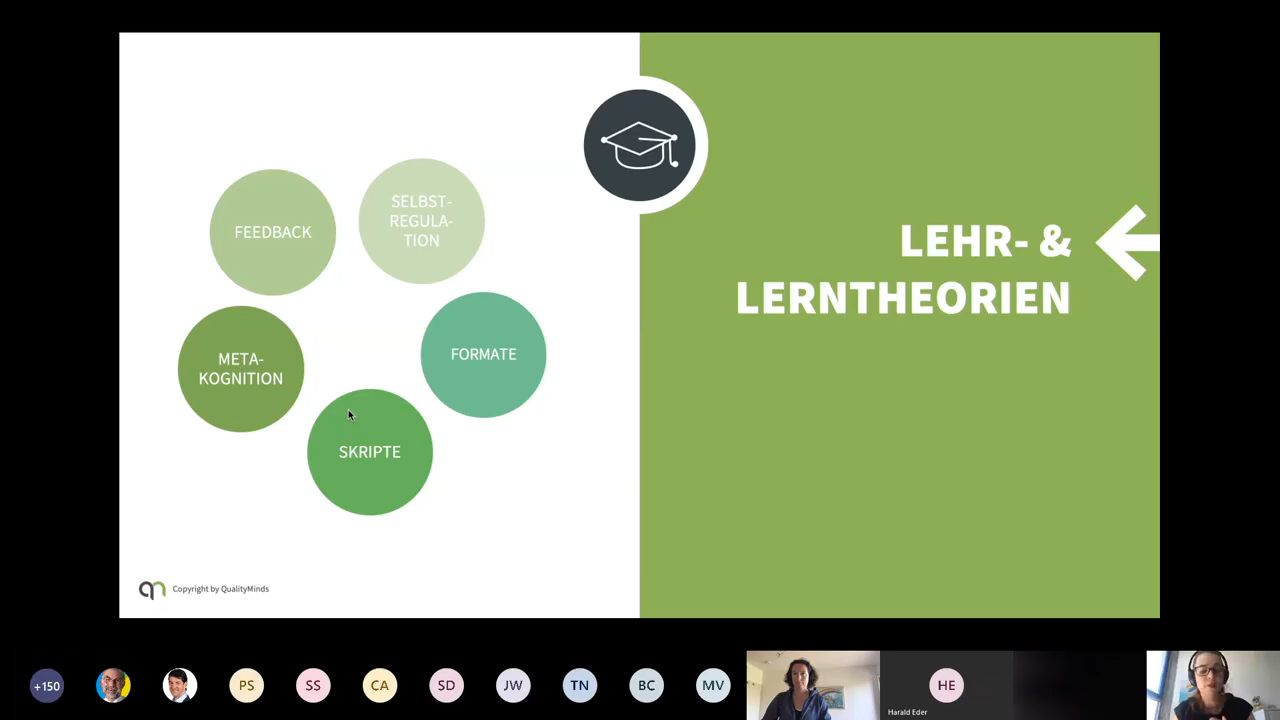 FEEDBACK
SELBST-
REGULA-
TION
META-
KOGNITION
FORMATE
SKRIPTE
LEHR- &
LERNTHEORIEN
Copyright by QualityMinds
+150
PS
SS
CA
SD
JW
TN
BC
MV
HE
Harald Eder